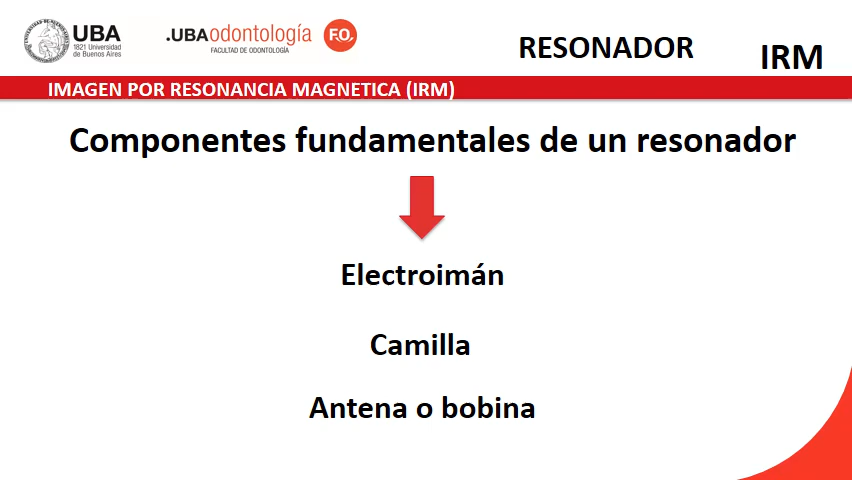 UBA
1821 Universidad
de Buenos Aires
.UBAodontología
FACULTAD DE ODONTOLOGÍA
F.O.
RESONADOR
IRM
IMAGEN POR RESONANCIA MAGNETICA (IRM)
Componentes fundamentales de un resonador
Electroimán
Camilla
Antena o bobina